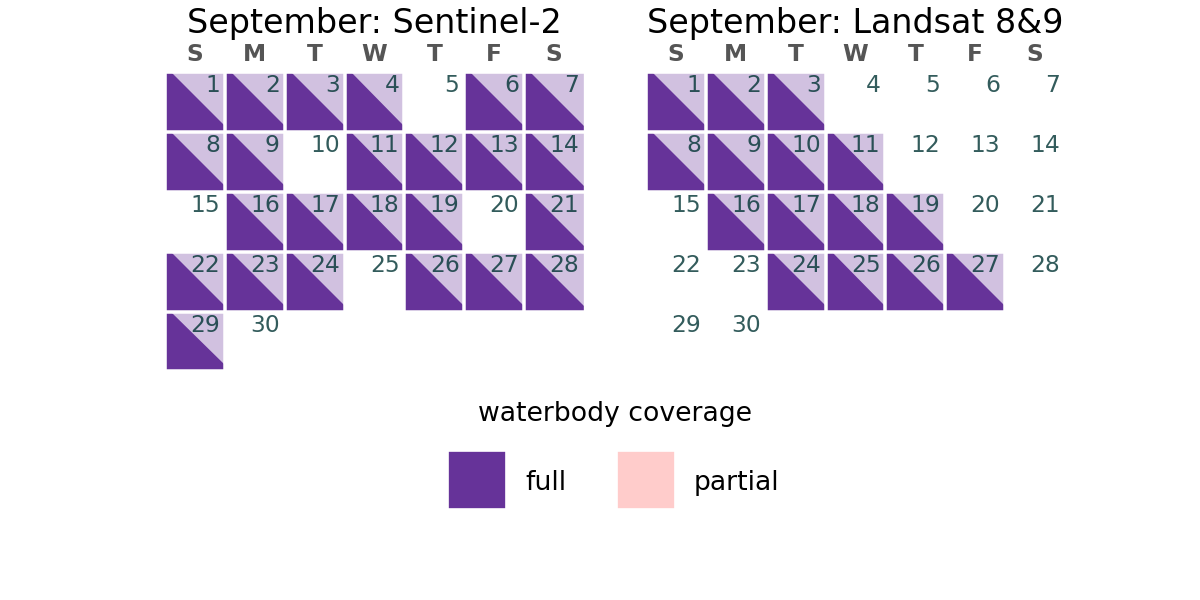 September: Sentinel-2
S M T W T F S
1 2 3 4 5 6 7
8 9 10 11 12 13 14
15 16 17 18 19 20 21
22 23 24 25 26 27 28
29 30
September: Landsat 8&9
S M T W T F S
1 2 3 4 5 6 7
8 9 10 11 12 13 14
15 16 17 18 19 20 21
22 23 24 25 26 27 28
29 30
waterbody coverage
full partial